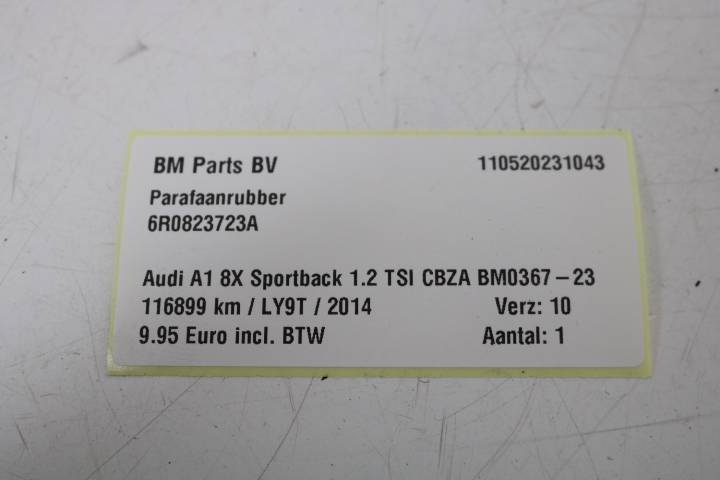 BM Parts BV 110520231043
Parafaanrubber
6R0823723A
Audi A1 8X Sportback 1.2 TSI CBZA BM0367-23
116899 km / LY9T / 2014 Verz: 10
9.95 Euro incl. BTW Aantal: 1